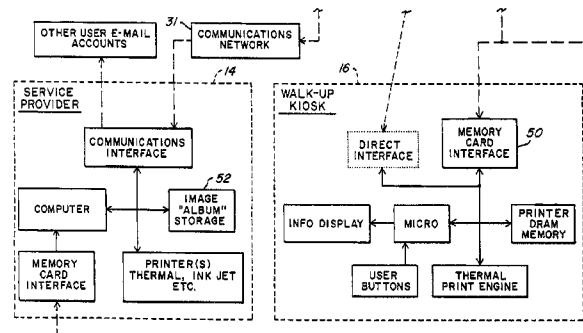 OTHER USER E-MAIL
ACCOUNTS
31
COMMUNICATIONS
NETWORK
14
SERVICE
PROVIDER
COMMUNICATIONS
INTERFACE
COMPUTER
52
IMAGE
"ALBUM"
STORAGE
MEMORY
CARD
INTERFACE
PRINTER(S)
THERMAL, INK JET
ETC.
16
WALK-UP
KIOSK
DIRECT
INTERFACE
MEMORY
CARD
INTERFACE
50
INFO DISPLAY
MICRO
PRINTER
DRAM
MEMORY
USER
BUTTONS
THERMAL
PRINT ENGINE